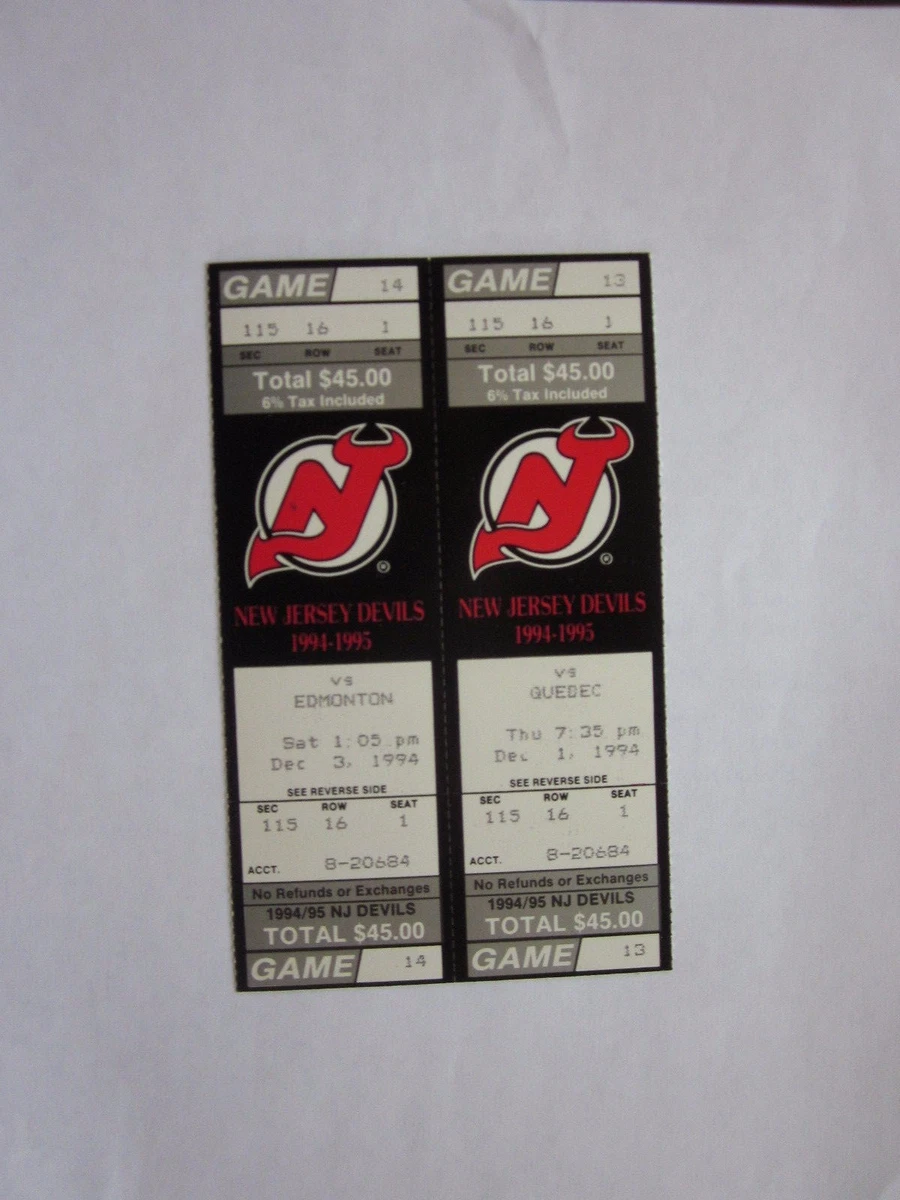 GAME 14
115 16 1
SEC ROW SEAT
Total $45.00
6% Tax Included
NJ
®
NEW JERSEY DEVILS
1994-1995
vs
EDMONTON
Sat 1:05 pm
Dec 3, 1994
SEE REVERSE SIDE
SEC ROW SEAT
115 16 1
ACCT. 8-20684
No Refunds or Exchanges
1994/95 NJ DEVILS
TOTAL $45.00
GAME 14
GAME 13
115 16 1
SEC ROW SEAT
Total $45.00
6% Tax Included
NJ
®
NEW JERSEY DEVILS
1994-1995
vs
QUEBEC
Thu 7:35 pm
Dec 1, 1994
SEE REVERSE SIDE
SEC ROW SEAT
115 16 1
ACCT. 8-20684
No Refunds or Exchanges
1994/95 NJ DEVILS
TOTAL $45.00
GAME 13